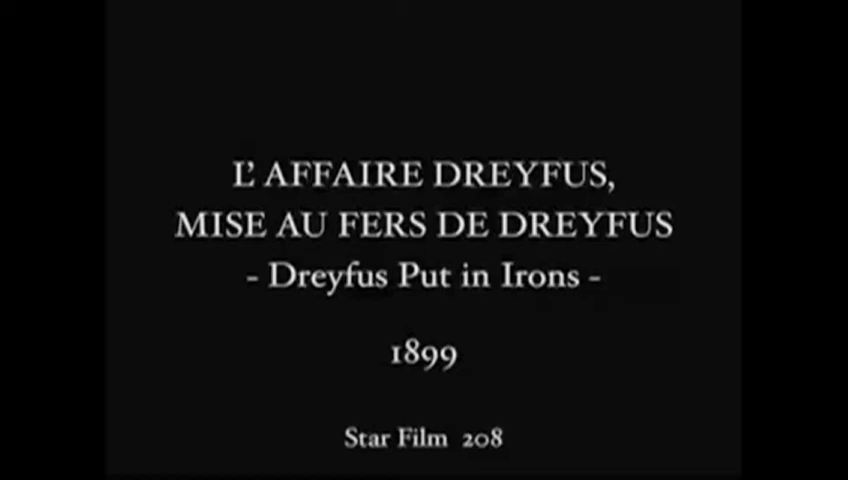 L' AFFAIRE DREYFUS,
MISE AU FERS DE DREYFUS
- Dreyfus Put in Irons -
1899
Star Film 208